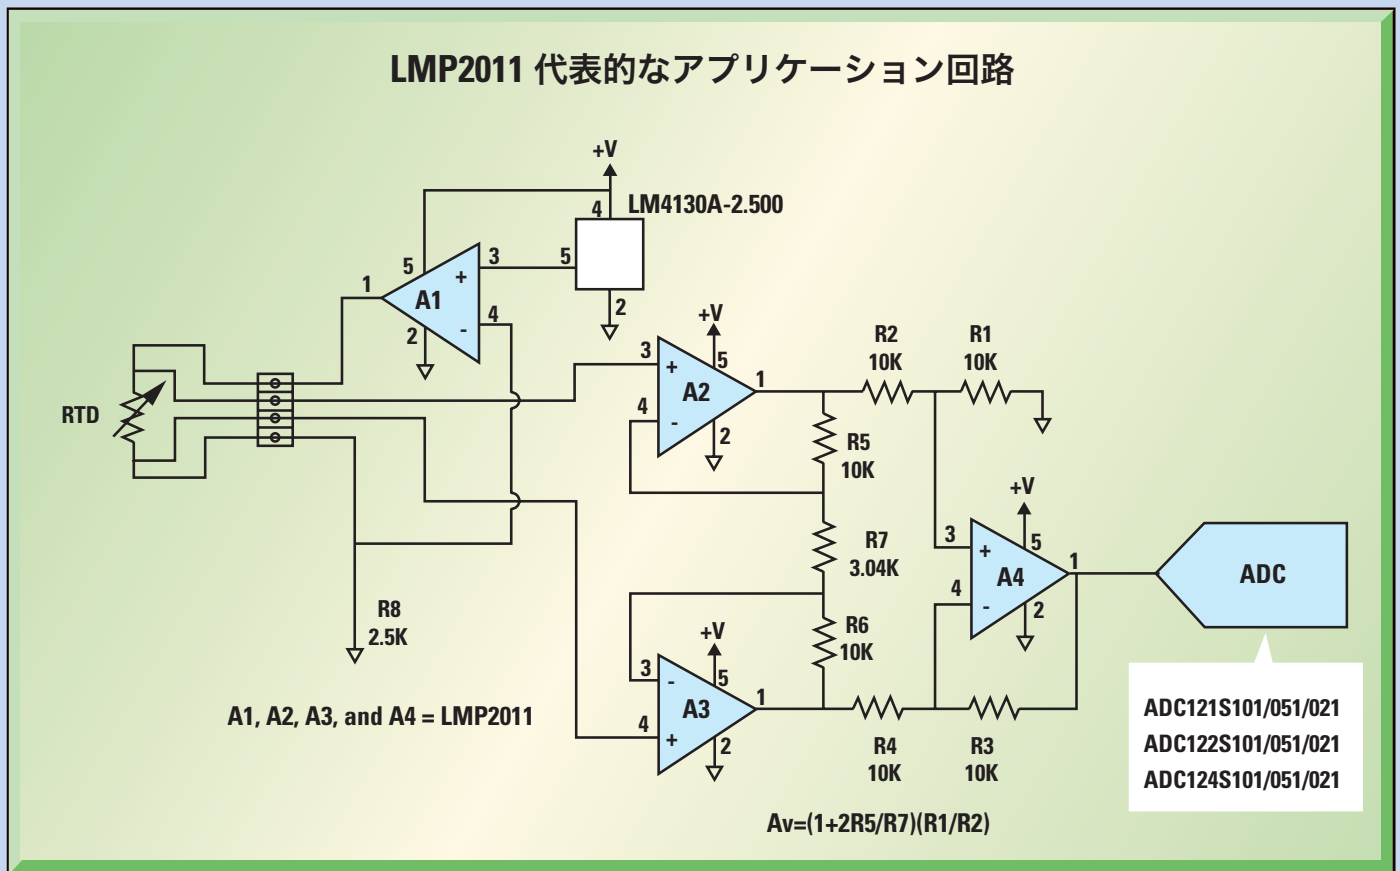 LMP2011 代表的なアプリケーション回路
+V
4
LM4130A-2.500
5
3
5
1
+
A1
-
4
2
2
RTD
+V
3
+
5
A2
1
4
-
2
R2
10K
R1
10K
R5
10K
R7
3.04K
R6
10K
+V
3
+
5
A4
1
4
-
2
ADC
R8
2.5K
+V
3
-
5
A3
1
4
+
2
R4
10K
R3
10K
A1, A2, A3, and A4 = LMP2011
ADC121S101/051/021
ADC122S101/051/021
ADC124S101/051/021
Av=(1+2R5/R7)(R1/R2)